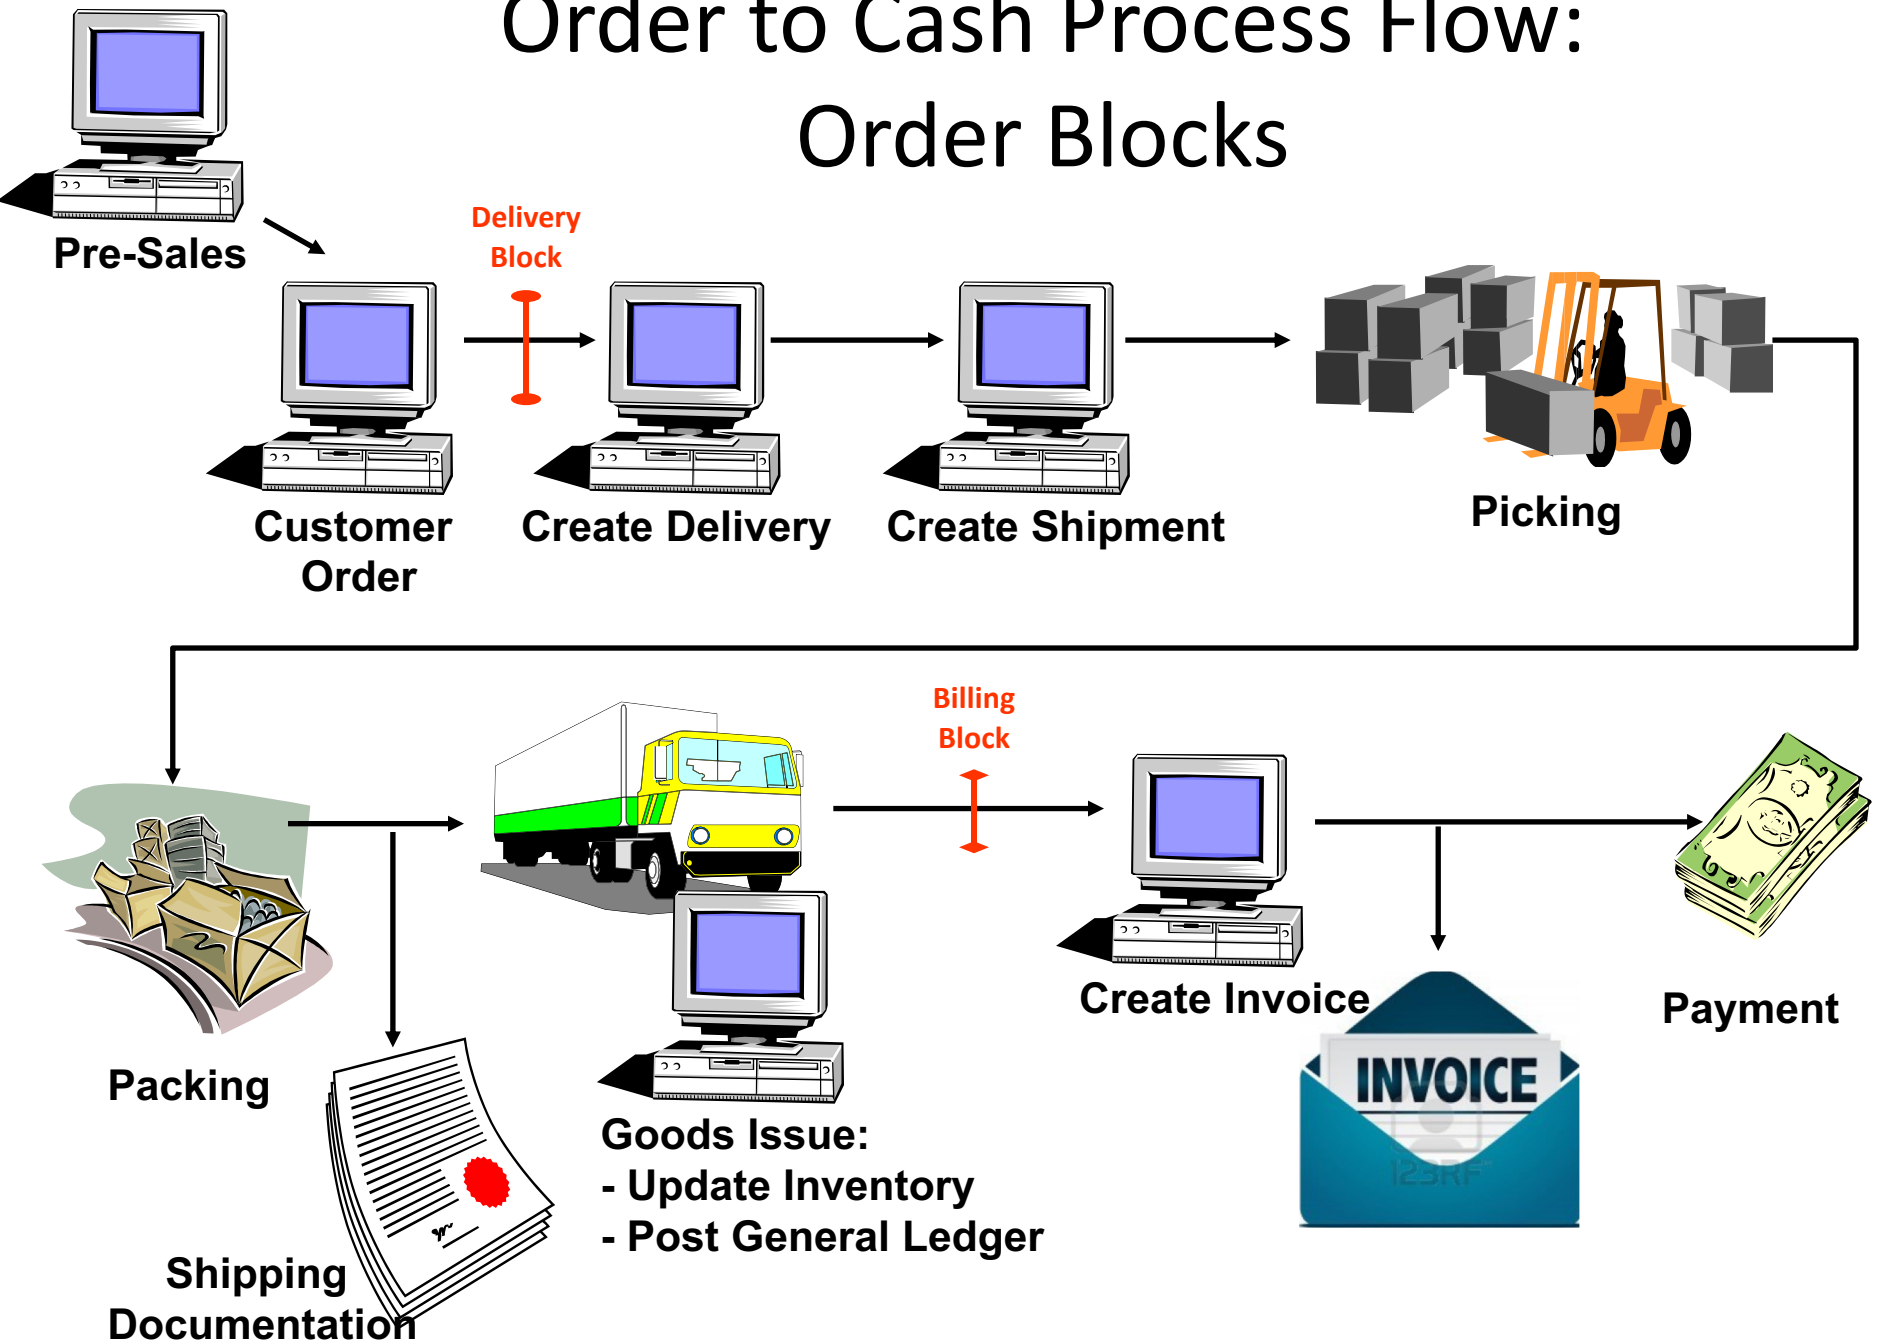 Order to Cash Process Flow:
Order Blocks
Pre-Sales
Delivery
Block
Customer
Order
Create Delivery
Create Shipment
Picking
Billing
Block
Packing
Shipping
Documentation
Goods Issue:
- Update Inventory
- Post General Ledger
Create Invoice
INVOICE
123RF
Payment